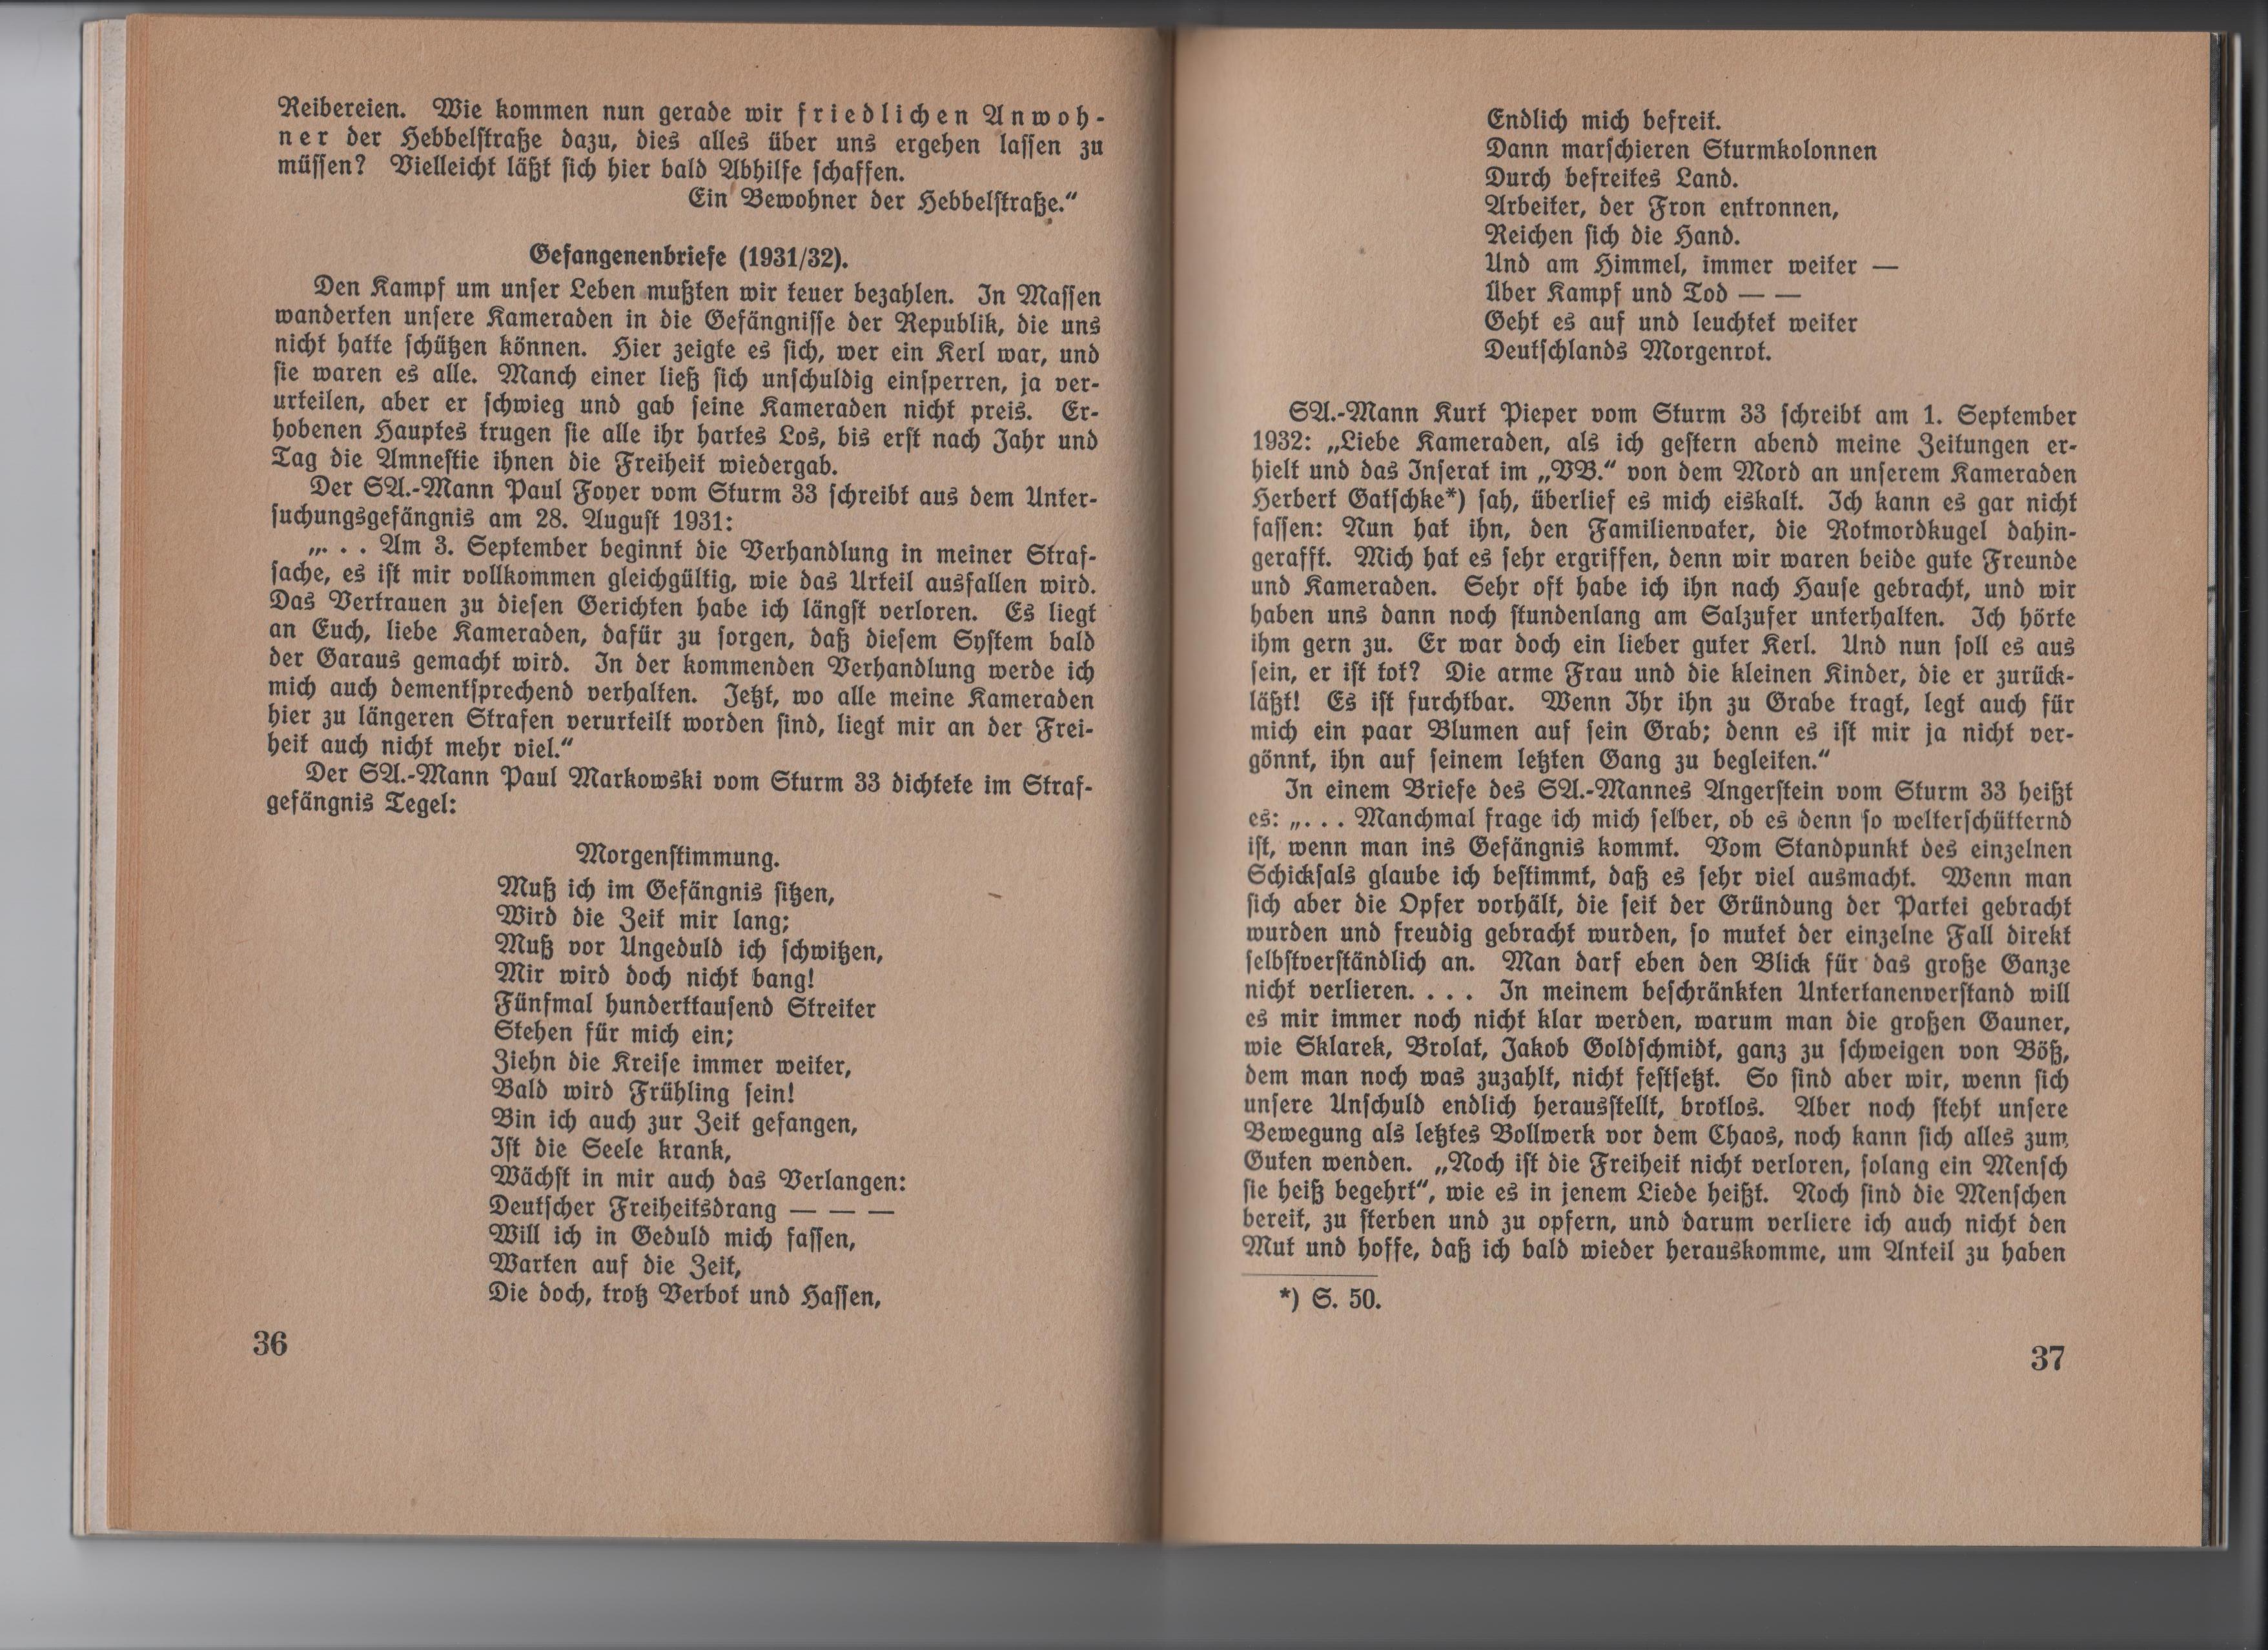 Reibereien. Wie kommen nun gerade wir friedlichen Anwoh-
ner der Hebbelstraße dazu, dies alles über uns ergehen lassen zu
müssen? Vielleicht läßt sich hier bald Abhilfe schaffen.
Ein Bewohner der Hebbelstraße.“
Gefangenenbriefe (1931/32).
Den Kampf um unser Leben mußten wir teuer bezahlen. In Massen
wanderten unsere Kameraden in die Gefängnisse der Republik, die uns
nicht hatte schützen können. Hier zeigte es sich, wer ein Kerl war, und
sie waren es alle. Manch einer ließ sich unschuldig einsperren, ja ver-
urteilen, aber er schwieg und gab seine Kameraden nicht preis. Er-
hobenen Hauptes trugen sie alle ihr hartes Los, bis erst nach Jahr und
Tag die Amnestie ihnen die Freiheit wiedergab.
Der SA.-Mann Paul Foyer vom Sturm 33 schreibt aus dem Unter-
suchungsgefängnis am 28. August 1931:
„. . . Am 3. September beginnt die Verhandlung in meiner Straf-
sache, es ist mir vollkommen gleichgültig, wie das Urteil ausfallen wird.
Das Vertrauen zu diesen Gerichten habe ich längst verloren. Es liegt
an Euch, liebe Kameraden, dafür zu sorgen, daß diesem System bald
der Garaus gemacht wird. In der kommenden Verhandlung werde ich
mich auch dementsprechend verhalten. Jetzt, wo alle meine Kameraden
hier zu längeren Strafen verurteilt worden sind, liegt mir an der Frei-
heit auch nicht mehr viel.“
Der SA.-Mann Paul Markowski vom Sturm 33 dichtete im Straf-
gefängnis Tegel:
Morgenstimmung.
Muß ich im Gefängnis sitzen,
Wird die Zeit mir lang;
Muß vor Ungeduld ich schwitzen,
Mir wird doch nicht bang!
Fünfmal hunderttausend Streiter
Stehen für mich ein;
Ziehn die Kreise immer weiter,
Bald wird Frühling sein!
Bin ich auch zur Zeit gefangen,
Ist die Seele krank,
Wächst in mir auch das Verlangen:
Deutscher Freiheitsdrang — — —
Will ich in Geduld mich fassen,
Warten auf die Zeit,
Die doch, trotz Verbot und Hassen,
36
Endlich mich befreit.
Dann marschieren Sturmkolonnen
Durch befreites Land.
Arbeiter, der Fron entronnen,
Reichen sich die Hand.
Und am Himmel, immer weiter —
Über Kampf und Tod — —
Geht es auf und leuchtet weiter
Deutschlands Morgenrot.
SA.-Mann Kurt Pieper vom Sturm 33 schreibt am 1. September
1932: „Liebe Kameraden, als ich gestern abend meine Zeitungen er-
hielt und das Inserat im „VB.“ von dem Mord an unserem Kameraden
Herbert Gatschke*) sah, überlief es mich eiskalt. Ich kann es gar nicht
fassen: Nun hat ihn, den Familienvater, die Rotmordkugel dahin-
gerafft. Mich hat es sehr ergriffen, denn wir waren beide gute Freunde
und Kameraden. Sehr oft habe ich ihn nach Hause gebracht, und wir
haben uns dann noch stundenlang am Salzufer unterhalten. Ich hörte
ihm gern zu. Er war doch ein lieber guter Kerl. Und nun soll es aus
sein, er ist tot? Die arme Frau und die kleinen Kinder, die er zurück-
läßt! Es ist furchtbar. Wenn Ihr ihn zu Grabe tragt, legt auch für
mich ein paar Blumen auf sein Grab; denn es ist mir ja nicht ver-
gönnt, ihn auf seinem letzten Gang zu begleiten.“
In einem Briefe des SA.-Mannes Angerstein vom Sturm 33 heißt
es: „. . . Manchmal frage ich mich selber, ob es denn so welterschütternd
ist, wenn man ins Gefängnis kommt. Vom Standpunkt des einzelnen
Schicksals glaube ich bestimmt, daß es sehr viel ausmacht. Wenn man
sich aber die Opfer vorhält, die seit der Gründung der Partei gebracht
wurden und freudig gebracht wurden, so mutet der einzelne Fall direkt
selbstverständlich an. Man darf eben den Blick für das große Ganze
nicht verlieren. . . . In meinem beschränkten Untertanenverstand will
es mir immer noch nicht klar werden, warum man die großen Gauner,
wie Sklarek, Brolat, Jakob Goldschmidt, ganz zu schweigen von Böß,
dem man noch was zuzahlt, nicht festsetzt. So sind aber wir, wenn sich
unsere Unschuld endlich herausstellt, brotlos. Aber noch steht unsere
Bewegung als letztes Bollwerk vor dem Chaos, noch kann sich alles zum
Guten wenden. „Noch ist die Freiheit nicht verloren, solang ein Mensch
sie heiß begehrt“, wie es in jenem Liede heißt. Noch sind die Menschen
bereit, zu sterben und zu opfern, und darum verliere ich auch nicht den
Mut und hoffe, daß ich bald wieder herauskomme, um Anteil zu haben
*) S. 50.
37